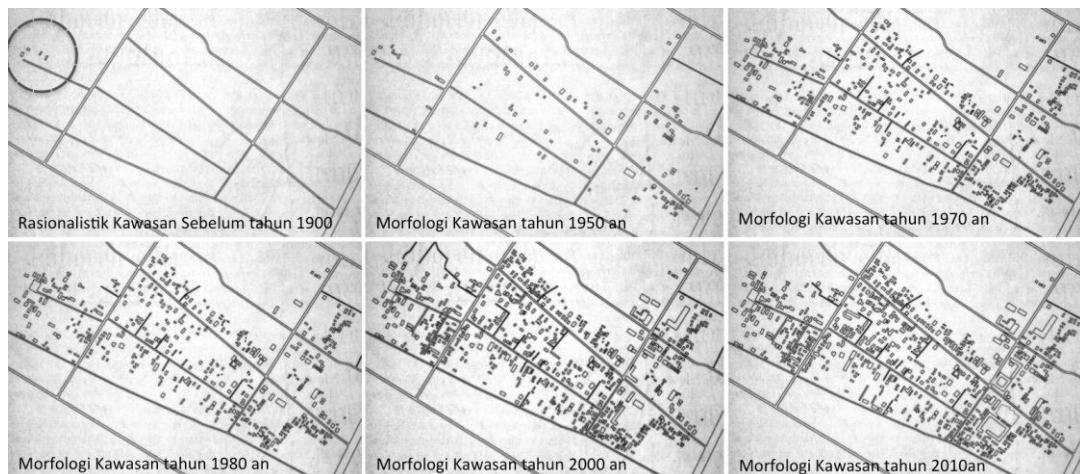 Rasionalistik Kawasan Sebelum tahun 1900
Morfologi Kawasan tahun 1950 an
Morfologi Kawasan tahun 1970 an
Morfologi Kawasan tahun 1980 an
Morfologi Kawasan tahun 2000 an
Morfologi Kawasan tahun 2010an